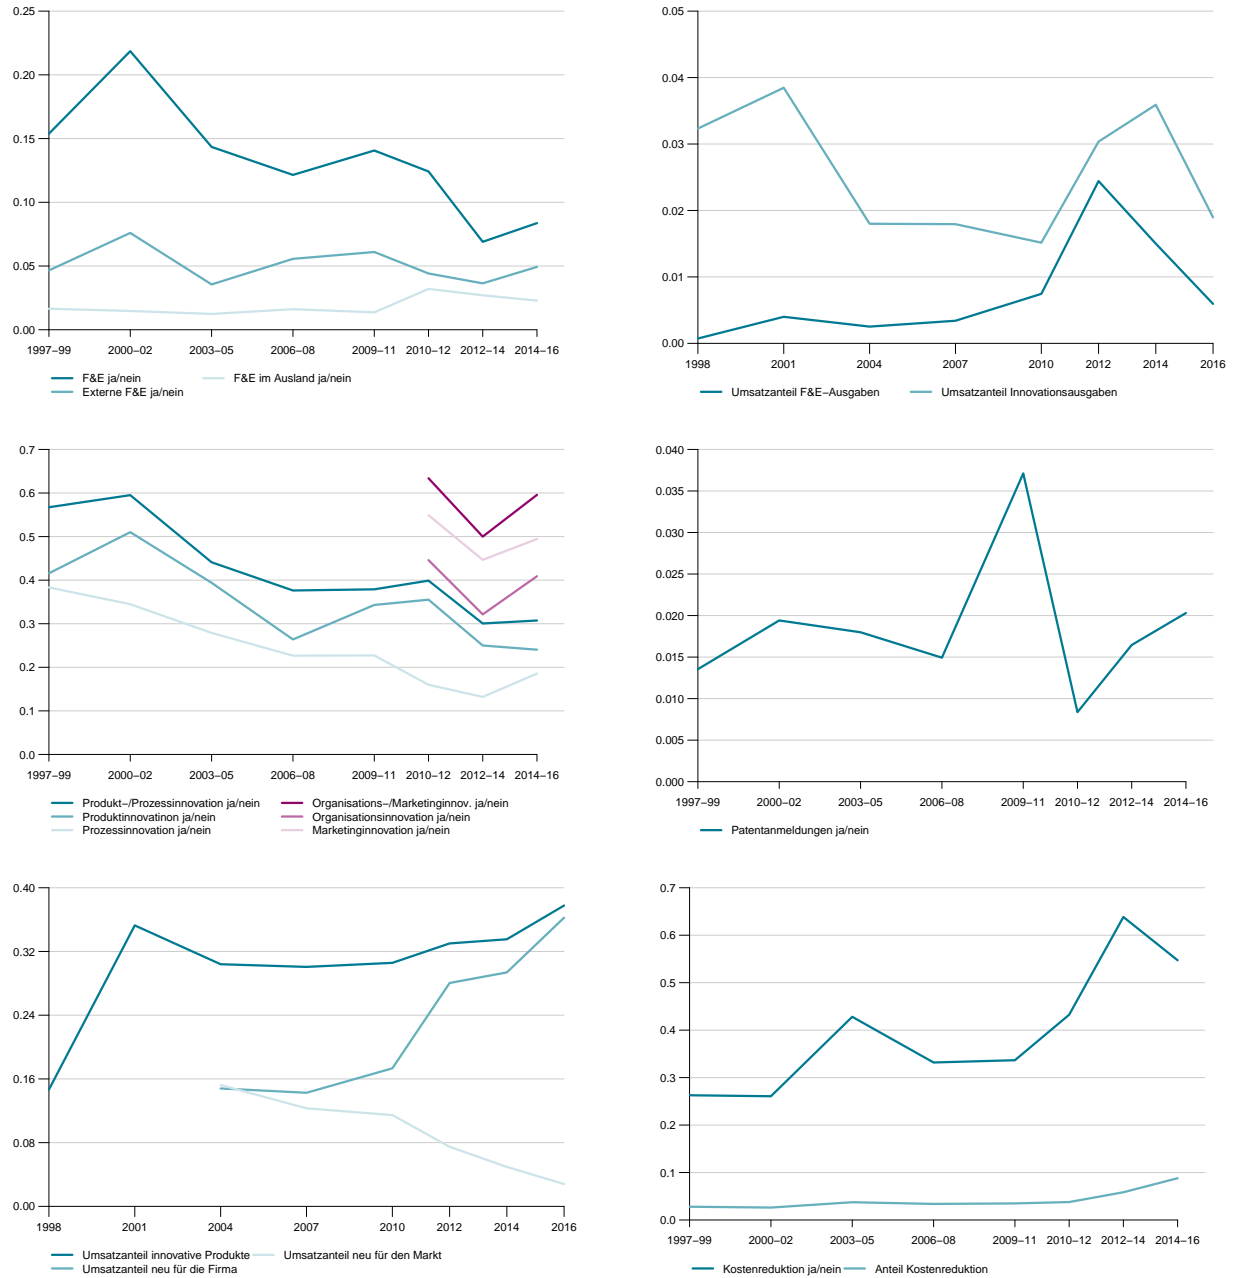 0.25
0.20
0.15
0.10
0.05
0.00
1997–99 2000–02 2003–05 2006–08 2009–11 2010–12 2012–14 2014–16
F&E ja/nein F&E im Ausland ja/nein
Externe F&E ja/nein
0.05
0.04
0.03
0.02
0.01
0.00
1998 2001 2004 2007 2010 2012 2014 2016
Umsatzanteil F&E–Ausgaben Umsatzanteil Innovationsausgaben
0.7
0.6
0.5
0.4
0.3
0.2
0.1
0.0
1997–99 2000–02 2003–05 2006–08 2009–11 2010–12 2012–14 2014–16
Produkt–/Prozessinnovation ja/nein Organisations–/Marketinginnov. ja/nein
Produktinnovatinon ja/nein Organisationsinnovation ja/nein
Prozessinnovation ja/nein Marketinginnovation ja/nein
0.040
0.035
0.030
0.025
0.020
0.015
0.010
0.005
0.000
1997–99 2000–02 2003–05 2006–08 2009–11 2010–12 2012–14 2014–16
Patentanmeldungen ja/nein
0.40
0.32
0.24
0.16
0.08
0.00
1998 2001 2004 2007 2010 2012 2014 2016
Umsatzanteil innovative Produkte Umsatzanteil neu für den Markt
Umsatzanteil neu für die Firma
0.7
0.6
0.5
0.4
0.3
0.2
0.1
0.0
1997–99 2000–02 2003–05 2006–08 2009–11 2010–12 2012–14 2014–16
Kostenreduktion ja/nein Anteil Kostenreduktion